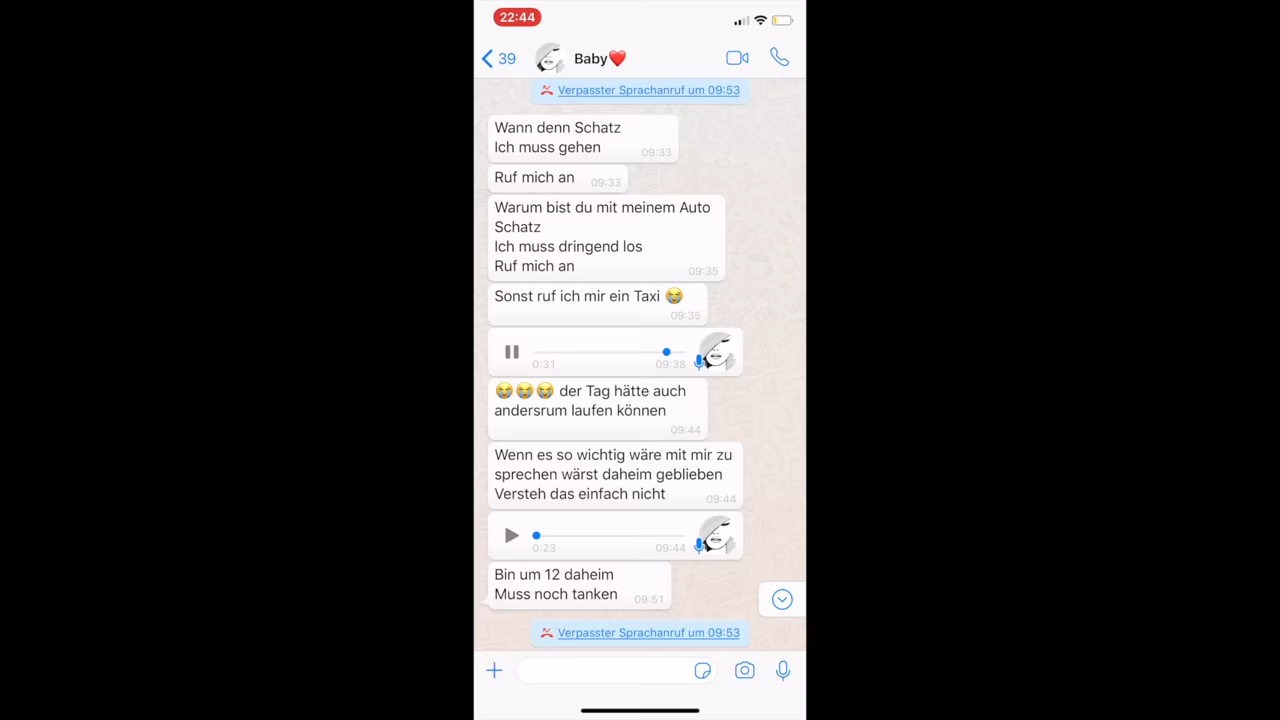 22:44
39
Baby❤️
Verpasster Sprachanruf um 09:53
Wann denn Schatz
Ich muss gehen
09:33
Ruf mich an
09:33
Warum bist du mit meinem Auto
Schatz
Ich muss dringend los
Ruf mich an
09:35
Sonst ruf ich mir ein Taxi 😭
09:35
0:31
09:38
😭😭😭 der Tag hätte auch
andersrum laufen können
09:44
Wenn es so wichtig wäre mit mir zu
sprechen wärst daheim geblieben
Versteh das einfach nicht
09:44
0:23
09:44
Bin um 12 daheim
Muss noch tanken
09:51
Verpasster Sprachanruf um 09:53